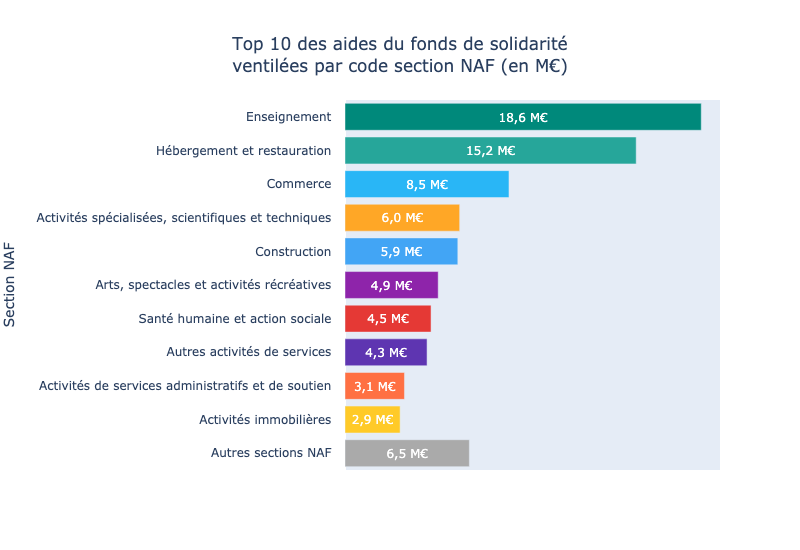 Top 10 des aides du fonds de solidarité
ventilées par code section NAF (en M€)
Section NAF
Enseignement 18,6 M€
Hébergement et restauration 15,2 M€
Commerce 8,5 M€
Activités spécialisées, scientifiques et techniques 6,0 M€
Construction 5,9 M€
Arts, spectacles et activités récréatives 4,9 M€
Santé humaine et action sociale 4,5 M€
Autres activités de services 4,3 M€
Activités de services administratifs et de soutien 3,1 M€
Activités immobilières 2,9 M€
Autres sections NAF 6,5 M€